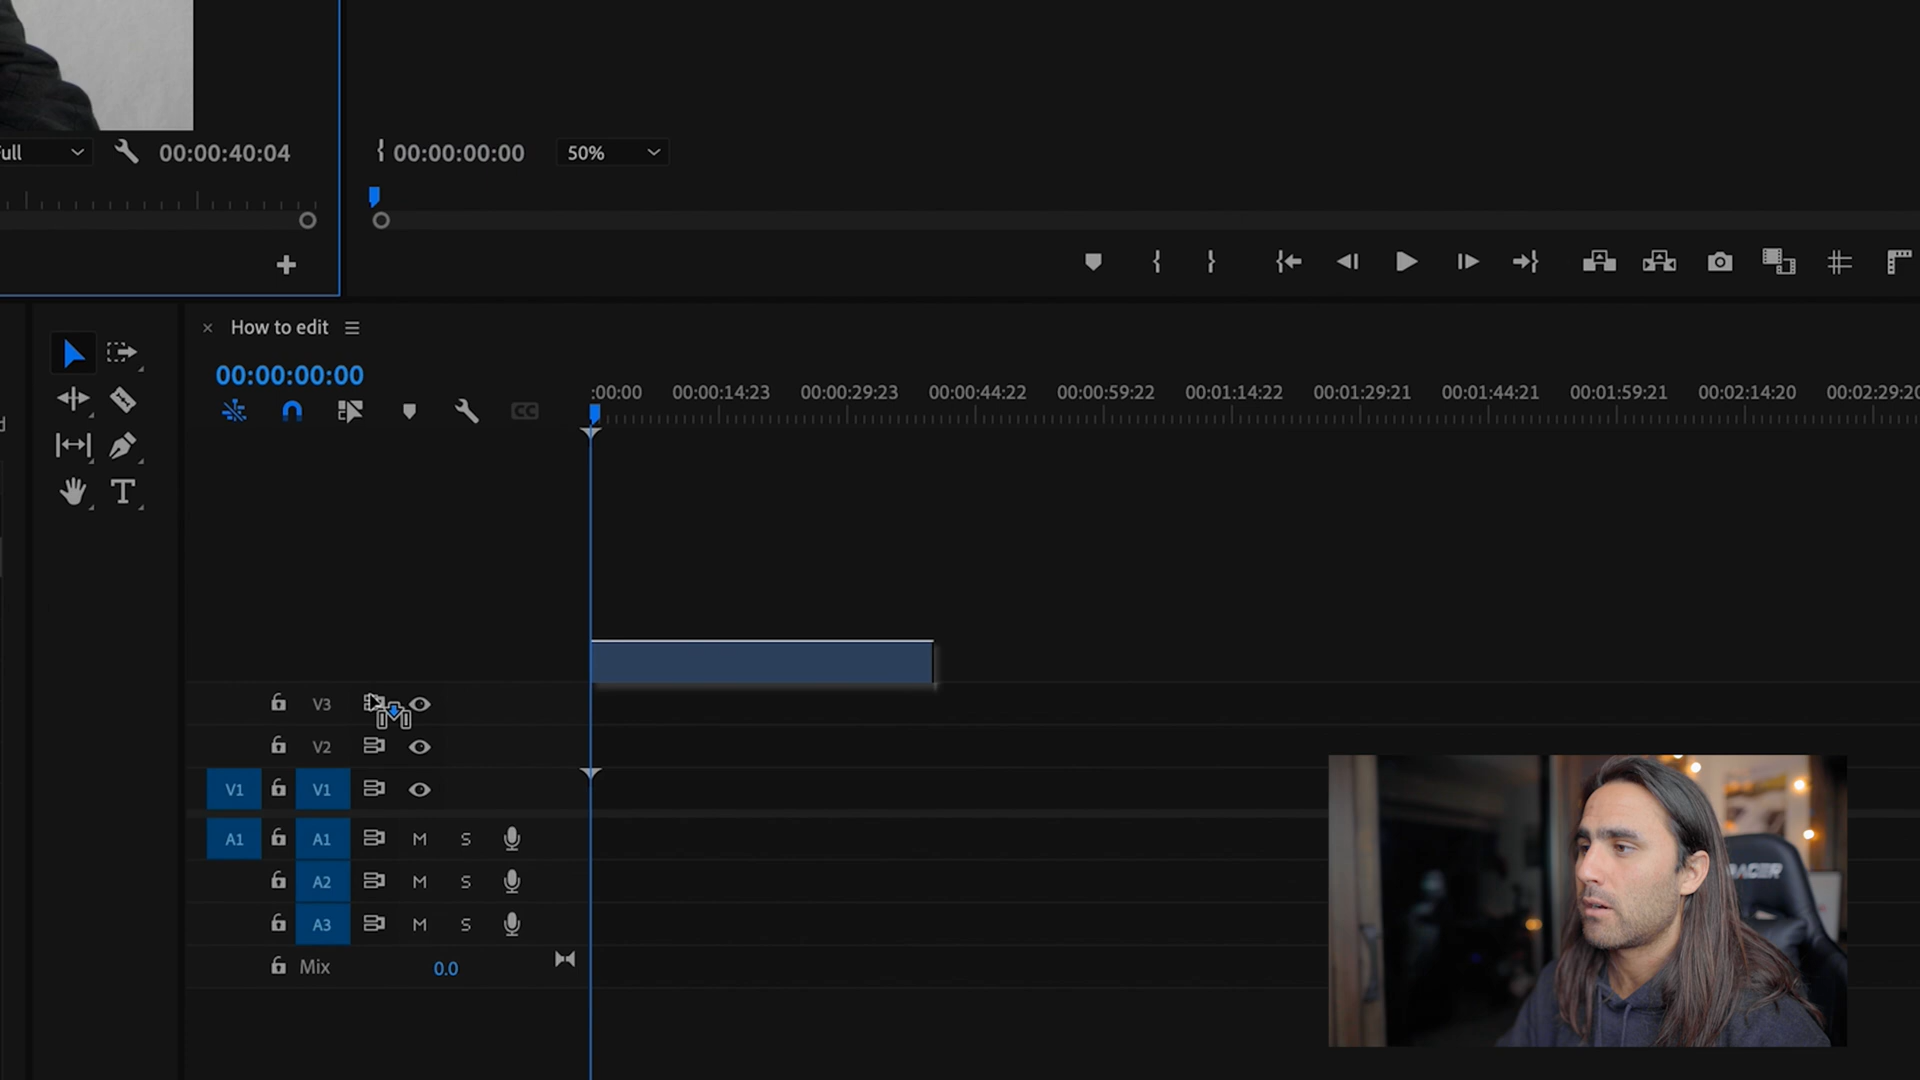 ull
00:00:40:04
00:00:00:00
50%
How to edit
00:00:00:00
:00:00 00:00:14:23 00:00:29:23 00:00:44:22 00:00:59:22 00:01:14:22 00:01:29:21 00:01:44:21 00:01:59:21 00:02:14:20 00:02:29:20
CC
V3
V2
V1 V1
A1 A1 M S
A2 M S
A3 M S
Mix 0.0